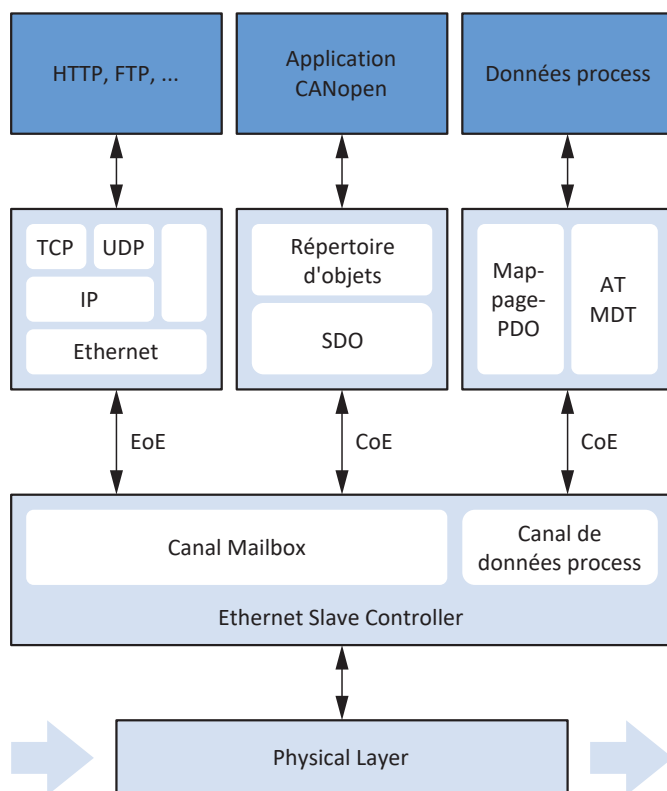 HTTP, FTP, ...
Application
CANopen
Données process
TCP
UDP
IP
Ethernet
Répertoire
d'objets
SDO
Map-
page-
PDO
AT
MDT
EoE
CoE
CoE
Canal Mailbox
Canal de
données process
Ethernet Slave Controller
Physical Layer